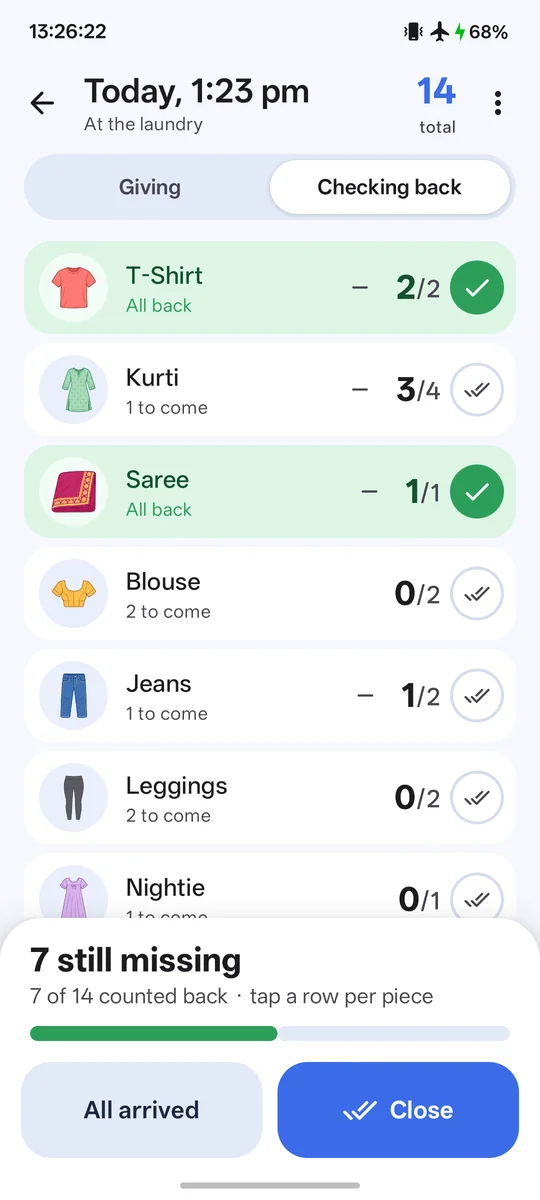 13:26:22
68%
Today, 1:23 pm
At the laundry
14
total
Giving
Checking back
T-Shirt
All back
– 2/2
Kurti
1 to come
– 3/4
Saree
All back
– 1/1
Blouse
2 to come
0/2
Jeans
1 to come
– 1/2
Leggings
2 to come
0/2
Nightie
1 to come
0/1
7 still missing
7 of 14 counted back · tap a row per piece
All arrived
Close